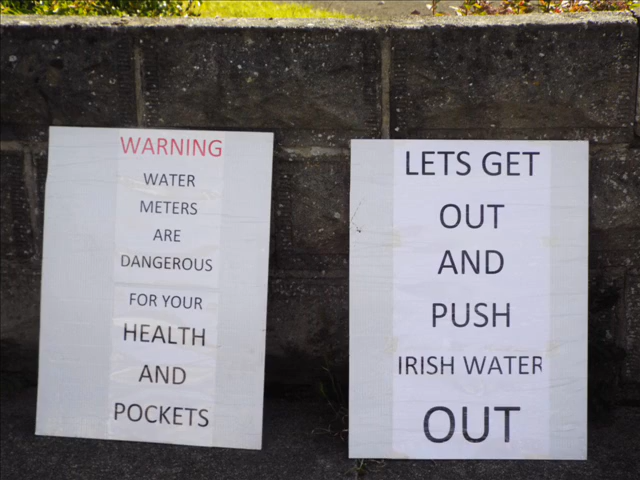 WARNING
WATER
METERS
ARE
DANGEROUS
FOR YOUR
HEALTH
AND
POCKETS
LETS GET
OUT
AND
PUSH
IRISH WATER
OUT